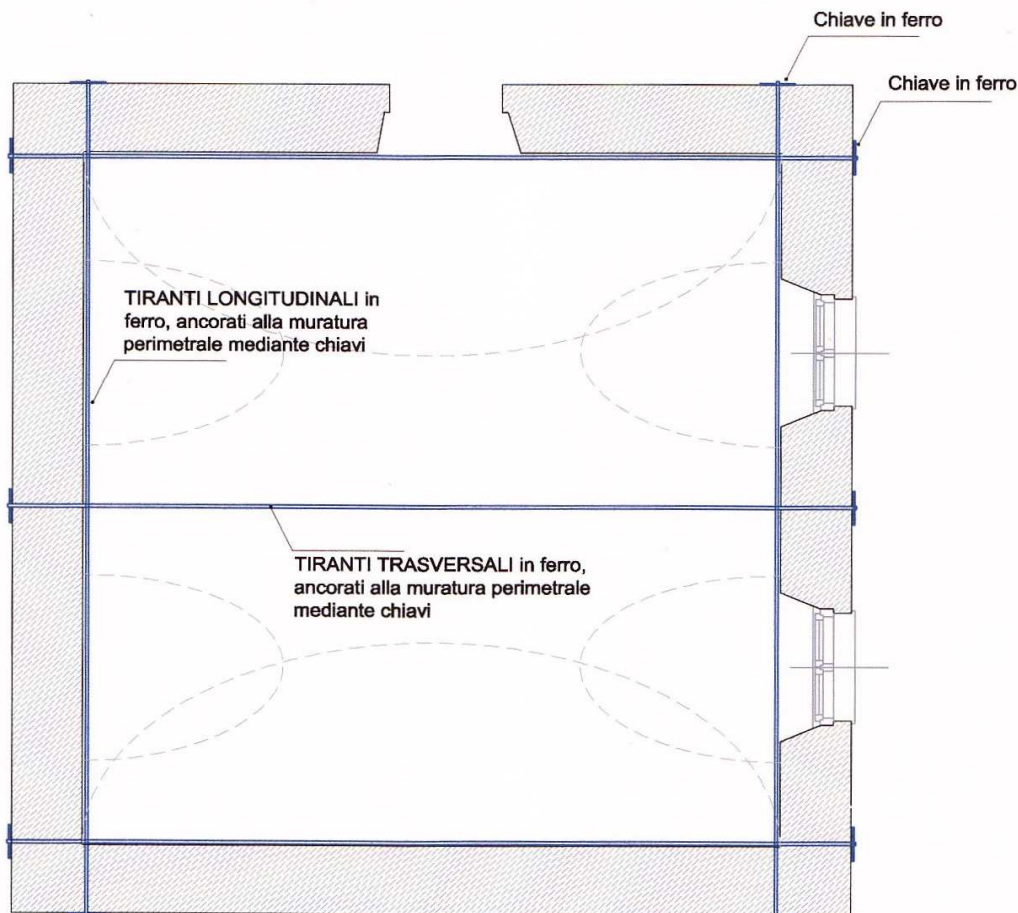 Chiave in ferro
Chiave in ferro
TIRANTI LONGITUDINALI in
ferro, ancorati alla muratura
perimetrale mediante chiavi
TIRANTI TRASVERSALI in ferro,
ancorati alla muratura perimetrale
mediante chiavi